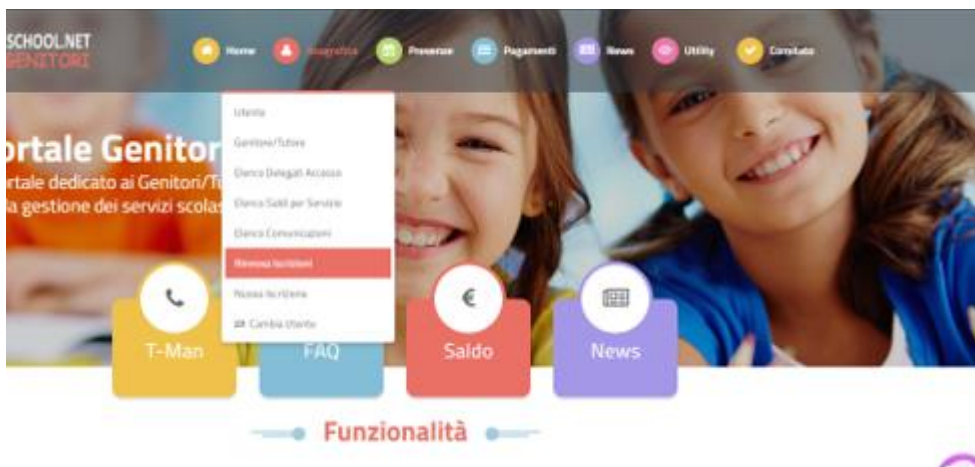 SCHOOL.NET
GENITORI
Home
Anagrafica
Presenze
Pagamenti
News
Utility
Comitato
Utente
Genitore/Tutore
Elenco Delegati Accesso
Elenco Saldi per Servizio
Elenco Comunicazioni
Rinnova Iscrizioni
Nuova Iscrizione
Cambia Utente
ortale Genitor
rtale dedicato ai Genitori/Tu
la gestione dei servizi scolas
T-Man
FAQ
€
Saldo
News
Funzionalità